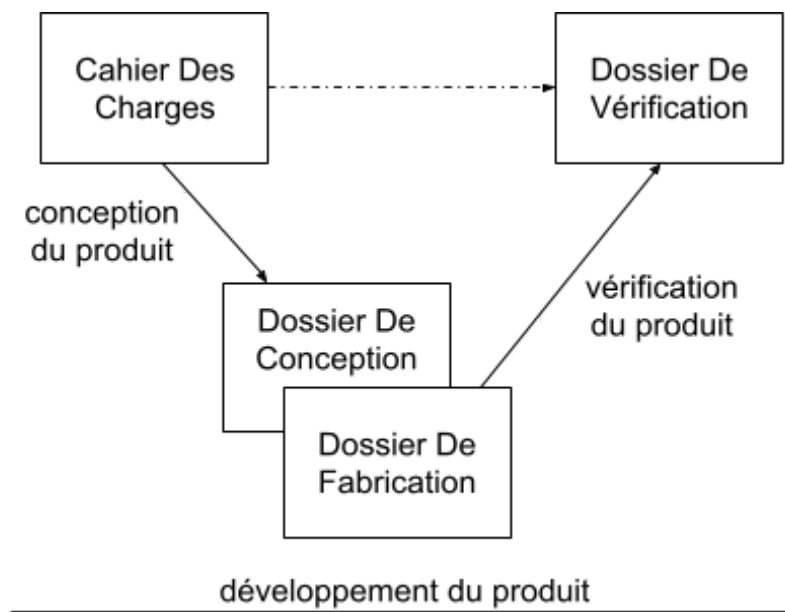 Cahier Des
Charges
Dossier De
Vérification
conception
du produit
Dossier De
Conception
vérification
du produit
Dossier De
Fabrication
développement du produit